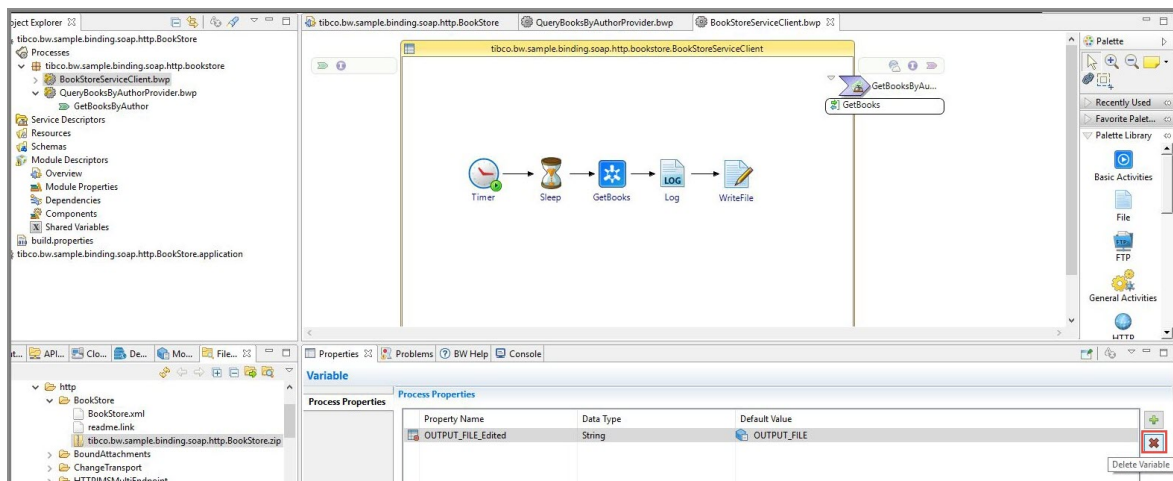 oject Explorer
tibco.bw.sample.binding.soap.http.BookStore
Processes
tibco.bw.sample.binding.soap.http.bookstore
BookStoreServiceClient.bwp
QueryBooksByAuthorProvider.bwp
GetBooksByAuthor
Service Descriptors
Resources
Schemas
Module Descriptors
Overview
Module Properties
Dependencies
Components
Shared Variables
build.properties
tibco.bw.sample.binding.soap.http.BookStore.application
tibco.bw.sample.binding.soap.http.BookStore
QueryBooksByAuthorProvider.bwp
BookStoreServiceClient.bwp
tibco.bw.sample.binding.soap.http.bookstore.BookStoreServiceClient
GetBooksByAu...
GetBooks
Timer
Sleep
GetBooks
LOG
Log
WriteFile
Palette
Recently Used
Favorite Palet...
Palette Library
Basic Activities
File
FTP
FTP
General Activities
HTTP
API...
Clo...
De...
Mo...
File...
http
BookStore
BookStore.xml
readme.link
tibco.bw.sample.binding.soap.http.BookStore.zip
BoundAttachments
ChangeTransport
Properties
Problems
BW Help
Console
Variable
Process Properties
Process Properties
Property Name Data Type Default Value
OUTPUT_FILE_Edited String OUTPUT_FILE
Delete Variable